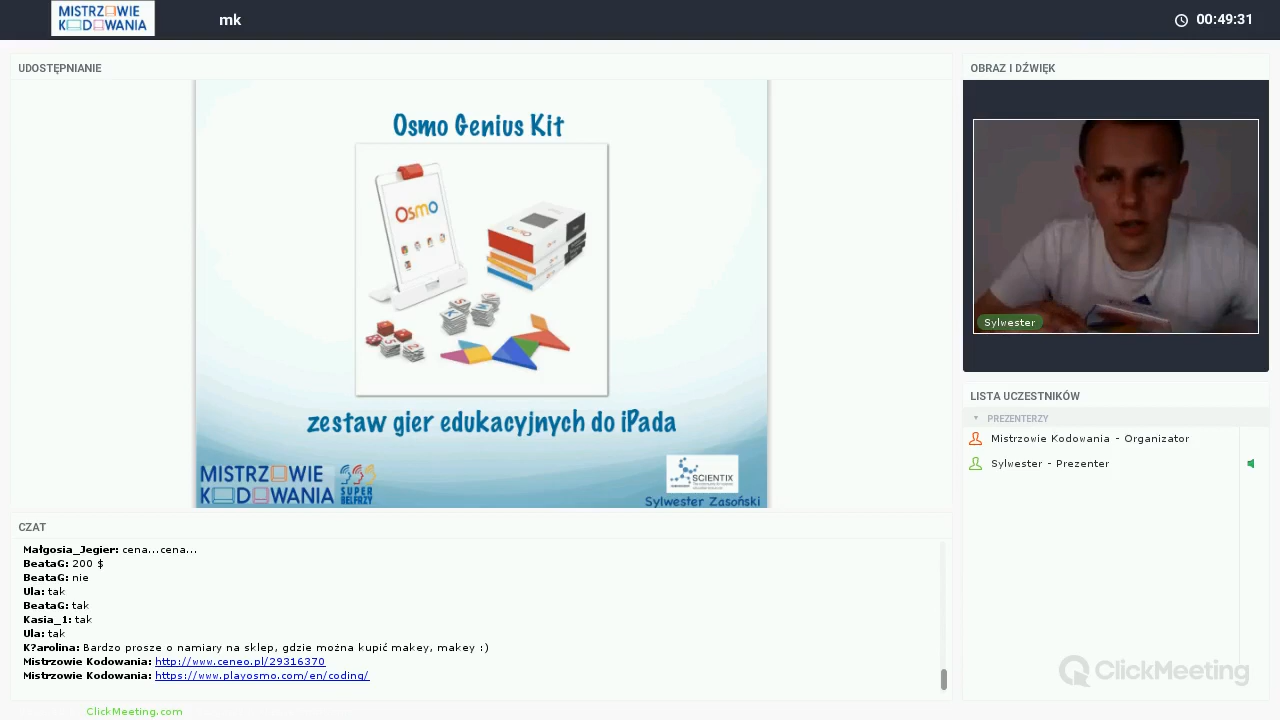 MISTRZOWIE
KODOWANIA
mk
00:49:31
UDOSTĘPNIANIE
Osmo Genius Kit
Osmo
zestaw gier edukacyjnych do iPada
MISTRZOWIE
KODOWANIA
SUPER
BELFRZY
SCIENTIX
Sylwester Zasoński
OBRAZ I DŹWIĘK
Sylwester
LISTA UCZESTNIKÓW
PREZENTERZY
Mistrzowie Kodowania - Organizator
Sylwester - Prezenter
ClickMeeting
CZAT
Małgosia_Jegier: cena...cena...
BeataG: 200 $
BeataG: nie
Ula: tak
BeataG: tak
Kasia_1: tak
Ula: tak
K?arolina: Bardzo prosze o namiary na sklep, gdzie można kupić makey, makey :)
Mistrzowie Kodowania: http://www.ceneo.pl/29316370
Mistrzowie Kodowania: https://www.playosmo.com/en/coding/
ClickMeeting.com